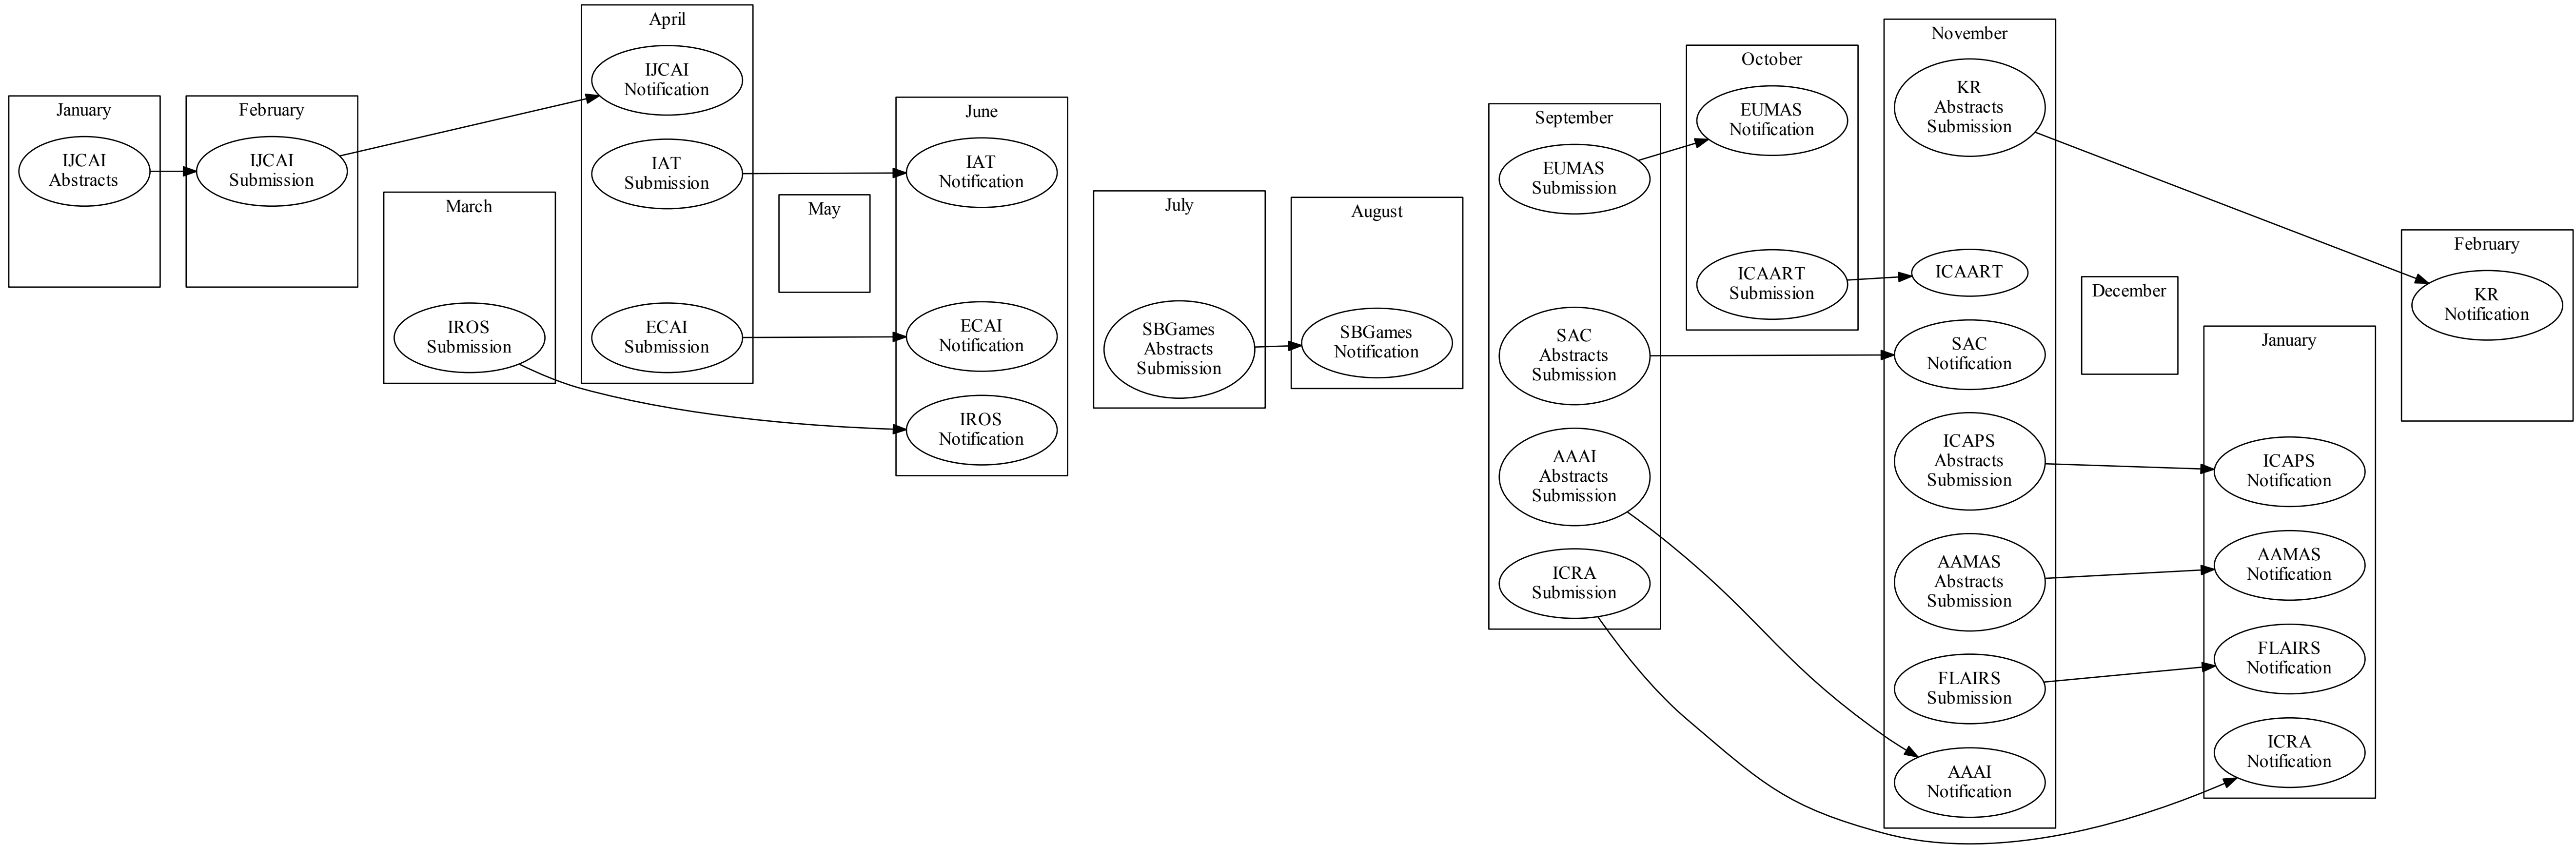 January
IJCAI
Abstracts
February
IJCAI
Submission
March
IROS
Submission
April
IJCAI
Notification
IAT
Submission
ECAI
Submission
May
June
IAT
Notification
ECAI
Notification
IROS
Notification
July
SBGames
Abstracts
Submission
August
SBGames
Notification
September
EUMAS
Submission
SAC
Abstracts
Submission
AAAI
Abstracts
Submission
ICRA
Submission
October
EUMAS
Notification
ICAART
Submission
November
KR
Abstracts
Submission
ICAART
SAC
Notification
ICAPS
Abstracts
Submission
AAMAS
Abstracts
Submission
FLAIRS
Submission
AAAI
Notification
December
January
ICAPS
Notification
AAMAS
Notification
FLAIRS
Notification
ICRA
Notification
February
KR
Notification